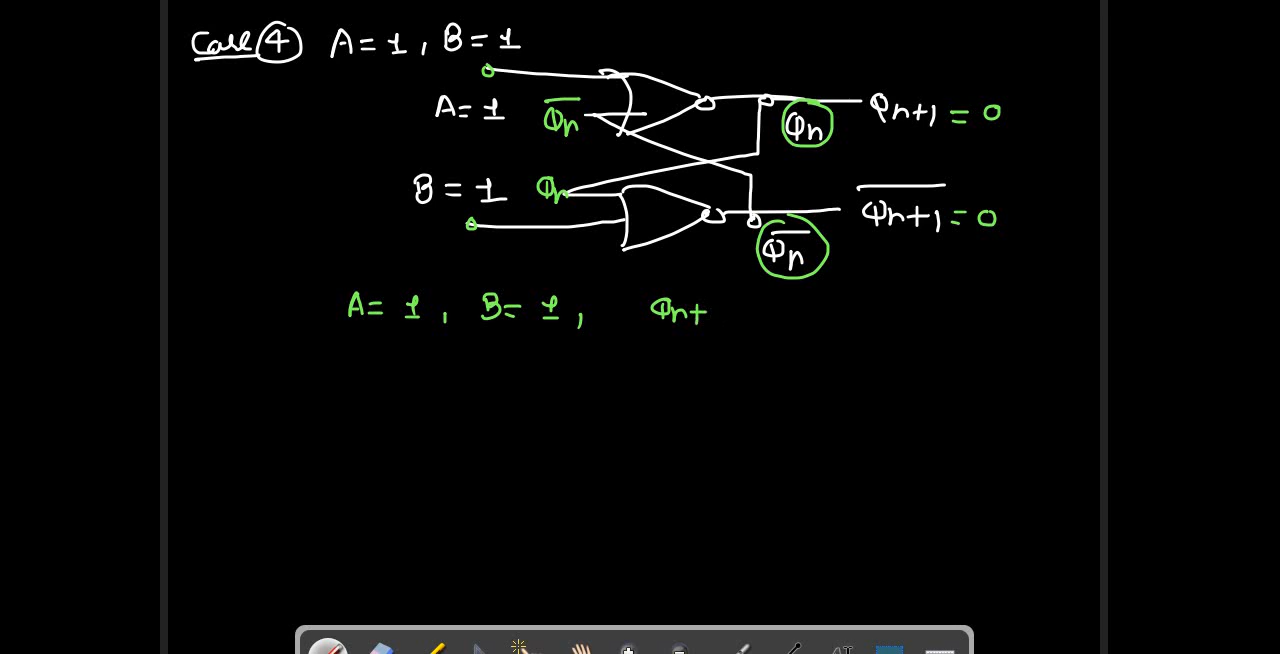 Case 4 A = 1 , B = 1
A = 1 Q̅n̅ Qn Qn+1 = 0
B = 1 Qn Q̅n̅+̅1̅ = 0
Q̅n̅
A = 1 , B = 1 , Qn+